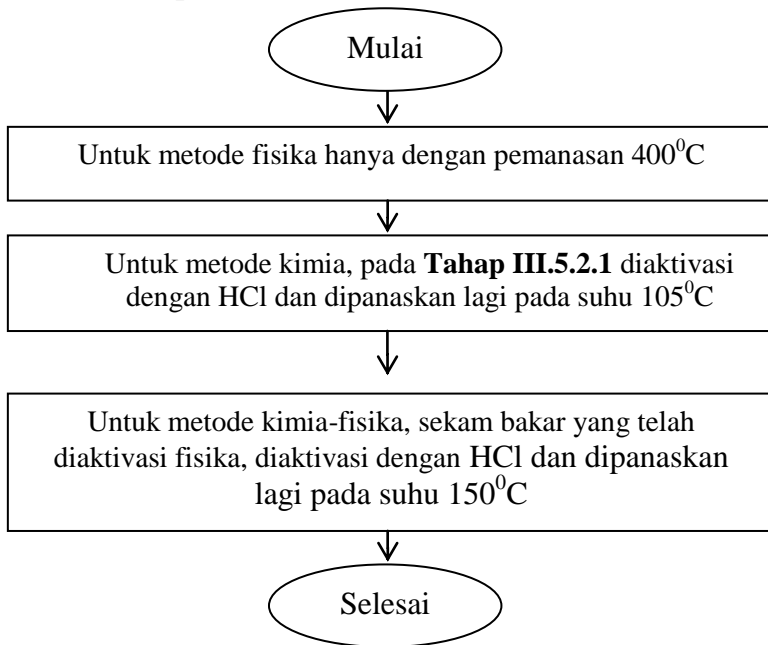 Mulai
Untuk metode fisika hanya dengan pemanasan 400⁰C
Untuk metode kimia, pada Tahap III.5.2.1 diaktivasi
dengan HCl dan dipanaskan lagi pada suhu 105⁰C
Untuk metode kimia-fisika, sekam bakar yang telah
diaktivasi fisika, diaktivasi dengan HCl dan dipanaskan
lagi pada suhu 150⁰C
Selesai